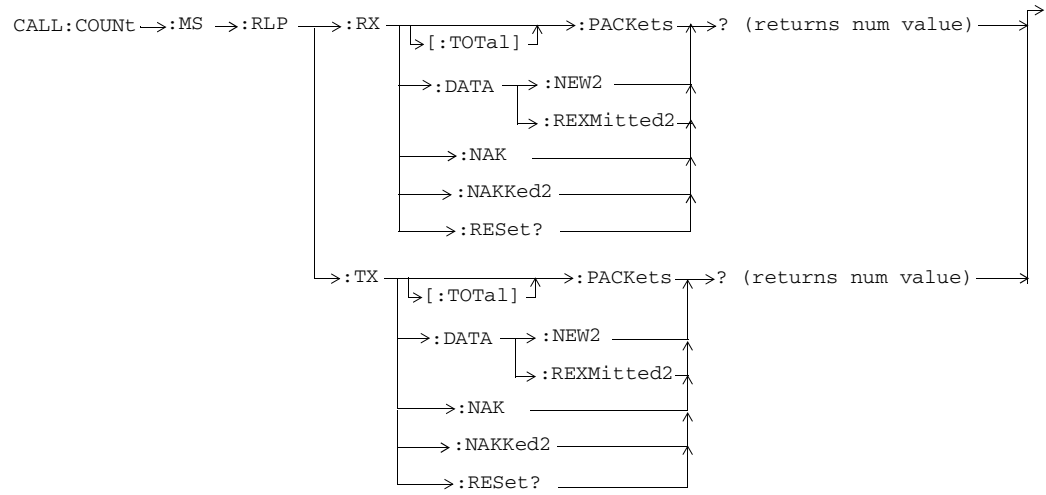 CALL:COUNt :MS :RLP :RX :PACKets ? (returns num value)
[:TOTal]
:DATA :NEW2
:REXMitted2
:NAK
:NAKKed2
:RESet?
:TX :PACKets ? (returns num value)
[:TOTal]
:DATA :NEW2
:REXMitted2
:NAK
:NAKKed2
:RESet?